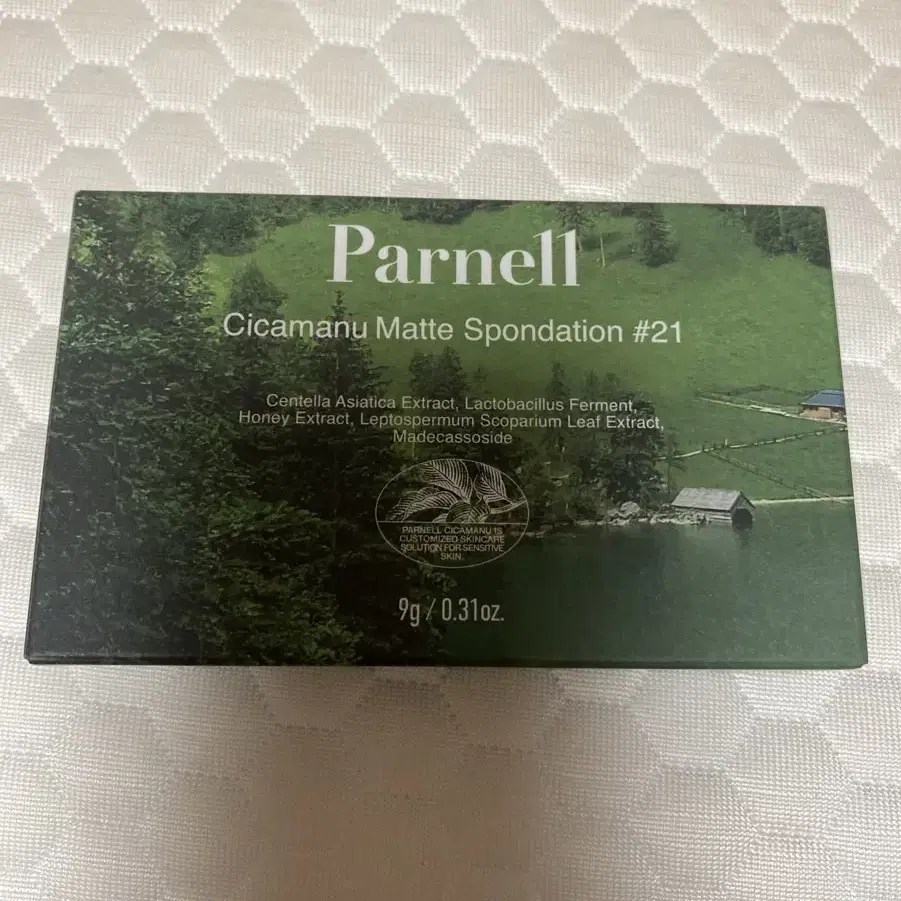 Parnell
Cicamanu Matte Spondation #21
Centella Asiatica Extract, Lactobacillus Ferment,
Honey Extract, Leptospermum Scoparium Leaf Extract,
Madecassoside
PARNELL CICAMANU IS
CUSTOMIZED SKINCARE
SOLUTION FOR SENSITIVE
SKIN.
9g / 0.31oz.